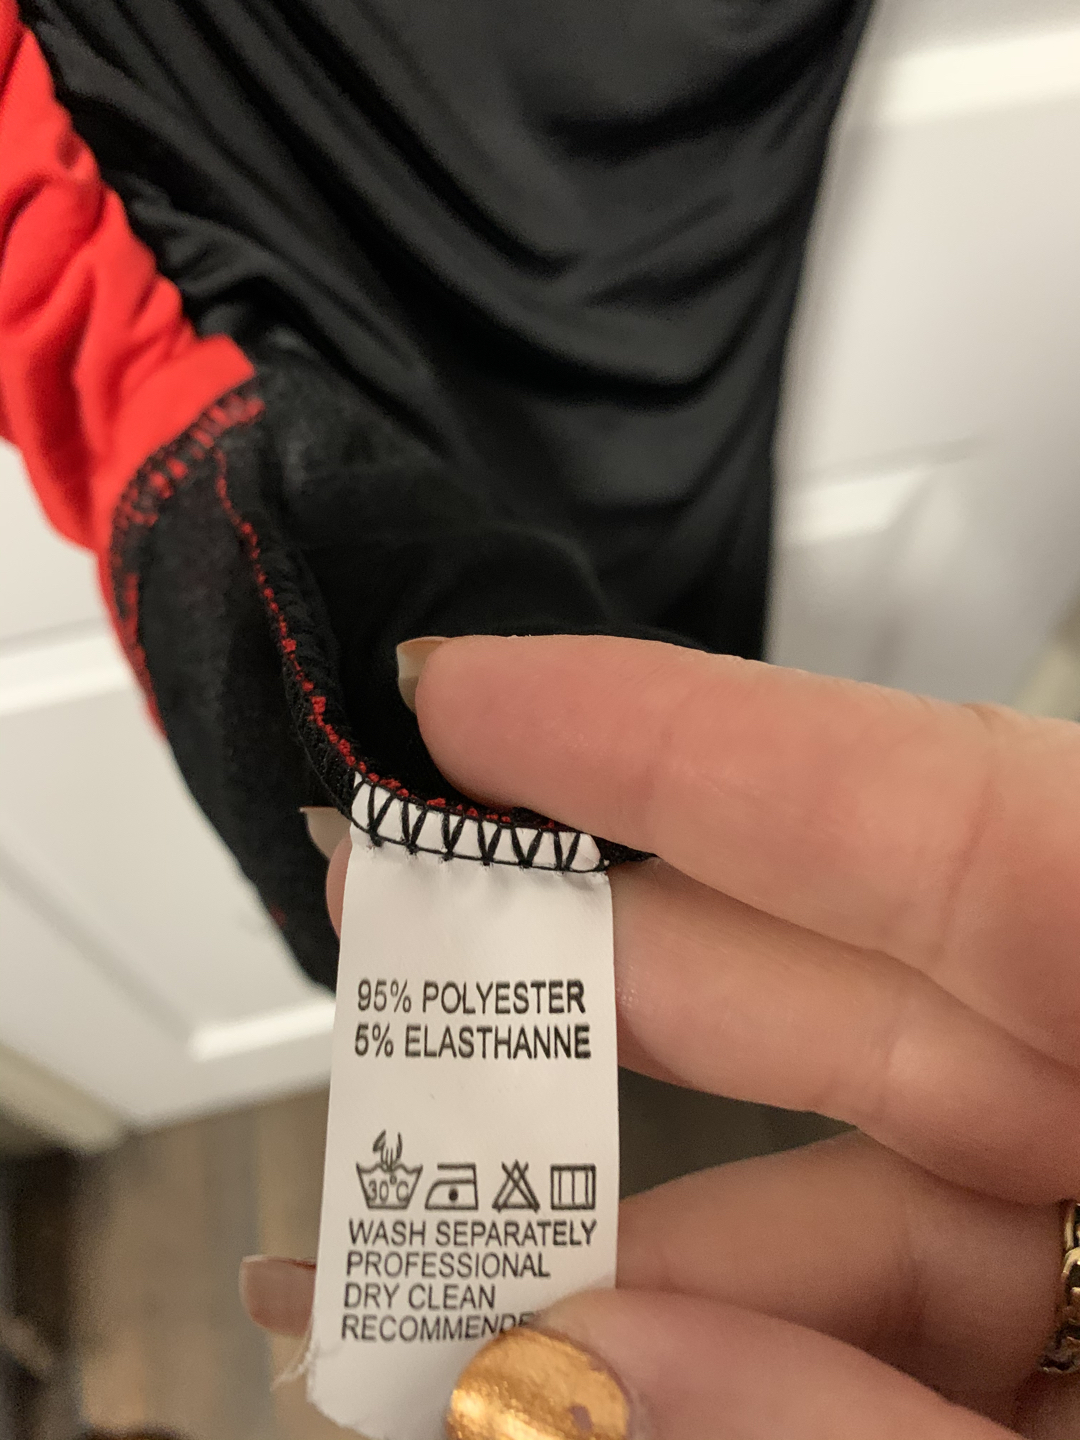 95% POLYESTER
5% ELASTHANNE
30°C
WASH SEPARATELY
PROFESSIONAL
DRY CLEAN